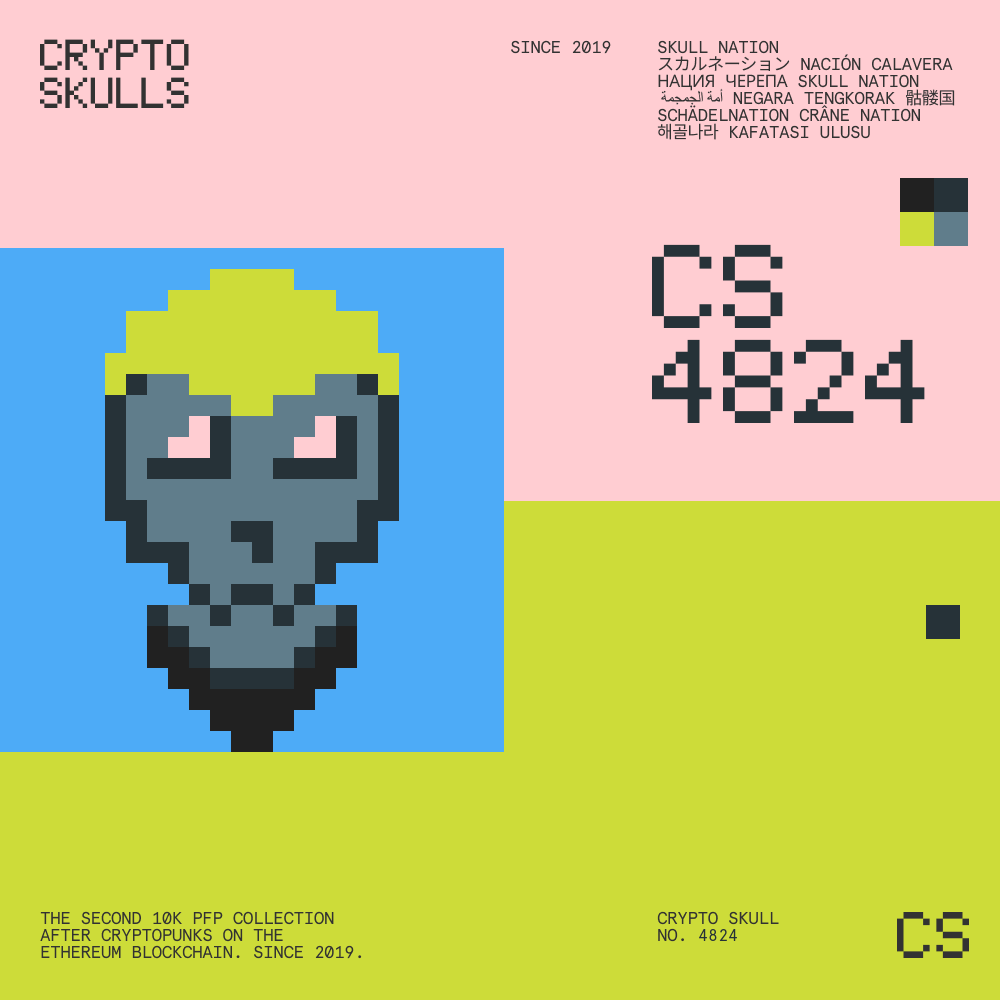 CRYPTO
SKULLS
SINCE 2019
SKULL NATION
スカルネーション NACIÓN CALAVERA
НАЦИЯ ЧЕРЕПА SKULL NATION
أمة الجمجمة NEGARA TENGKORAK 骷髅国
SCHÄDELNATION CRÂNE NATION
해골나라 KAFATASI ULUSU
CS
4824
THE SECOND 10K PFP COLLECTION
AFTER CRYPTOPUNKS ON THE
ETHEREUM BLOCKCHAIN. SINCE 2019.
CRYPTO SKULL
NO. 4824
CS